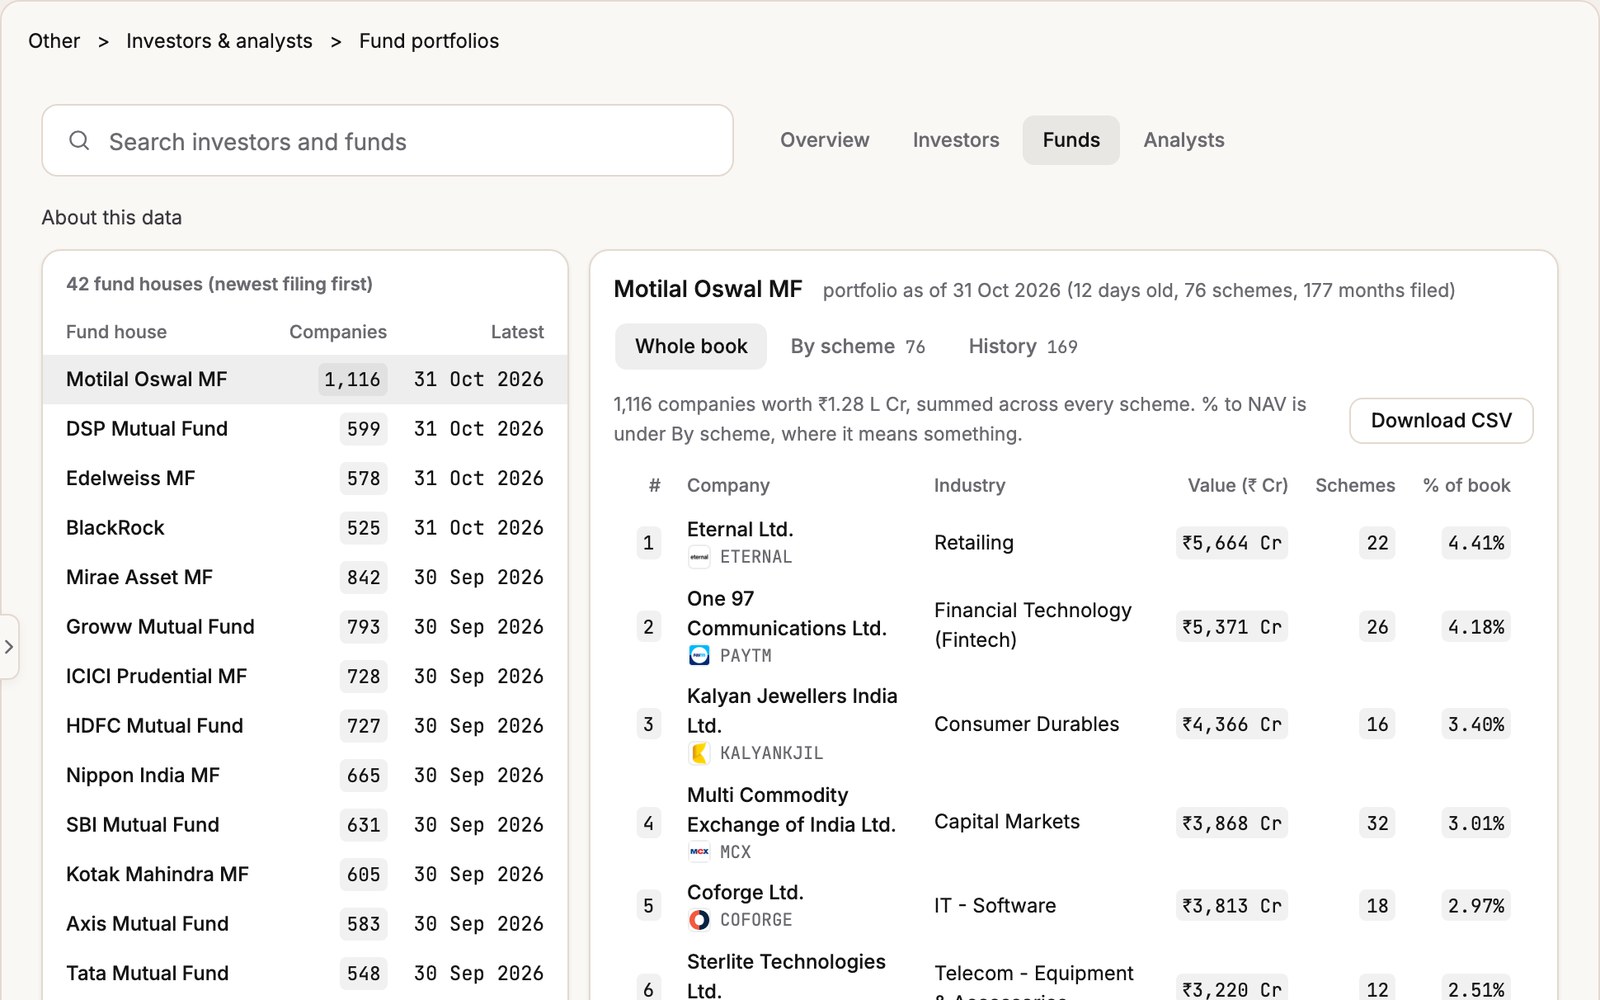 Other > Investors & analysts > Fund portfolios
Search investors and funds
Overview Investors Funds Analysts
About this data
42 fund houses (newest filing first)
Fund house Companies Latest
Motilal Oswal MF 1,116 31 Oct 2026
DSP Mutual Fund 599 31 Oct 2026
Edelweiss MF 578 31 Oct 2026
BlackRock 525 31 Oct 2026
Mirae Asset MF 842 30 Sep 2026
Groww Mutual Fund 793 30 Sep 2026
ICICI Prudential MF 728 30 Sep 2026
HDFC Mutual Fund 727 30 Sep 2026
Nippon India MF 665 30 Sep 2026
SBI Mutual Fund 631 30 Sep 2026
Kotak Mahindra MF 605 30 Sep 2026
Axis Mutual Fund 583 30 Sep 2026
Tata Mutual Fund 548 30 Sep 2026
Motilal Oswal MF portfolio as of 31 Oct 2026 (12 days old, 76 schemes, 177 months filed)
Whole book By scheme 76 History 169
1,116 companies worth ₹1.28 L Cr, summed across every scheme. % to NAV is
under By scheme, where it means something.
Download CSV
# Company Industry Value (₹ Cr) Schemes % of book
1 Eternal Ltd. Retailing ₹5,664 Cr 22 4.41%
eternal ETERNAL
One 97
2 Communications Ltd. Financial Technology (Fintech) ₹5,371 Cr 26 4.18%
PAYTM
Kalyan Jewellers India
3 Ltd. Consumer Durables ₹4,366 Cr 16 3.40%
KALYANKJIL
Multi Commodity
4 Exchange of India Ltd. Capital Markets ₹3,868 Cr 32 3.01%
MCX MCX
5 Coforge Ltd. IT - Software ₹3,813 Cr 18 2.97%
COFORGE
Sterlite Technologies
6 Ltd. Telecom - Equipment ₹3,220 Cr 12 2.51%